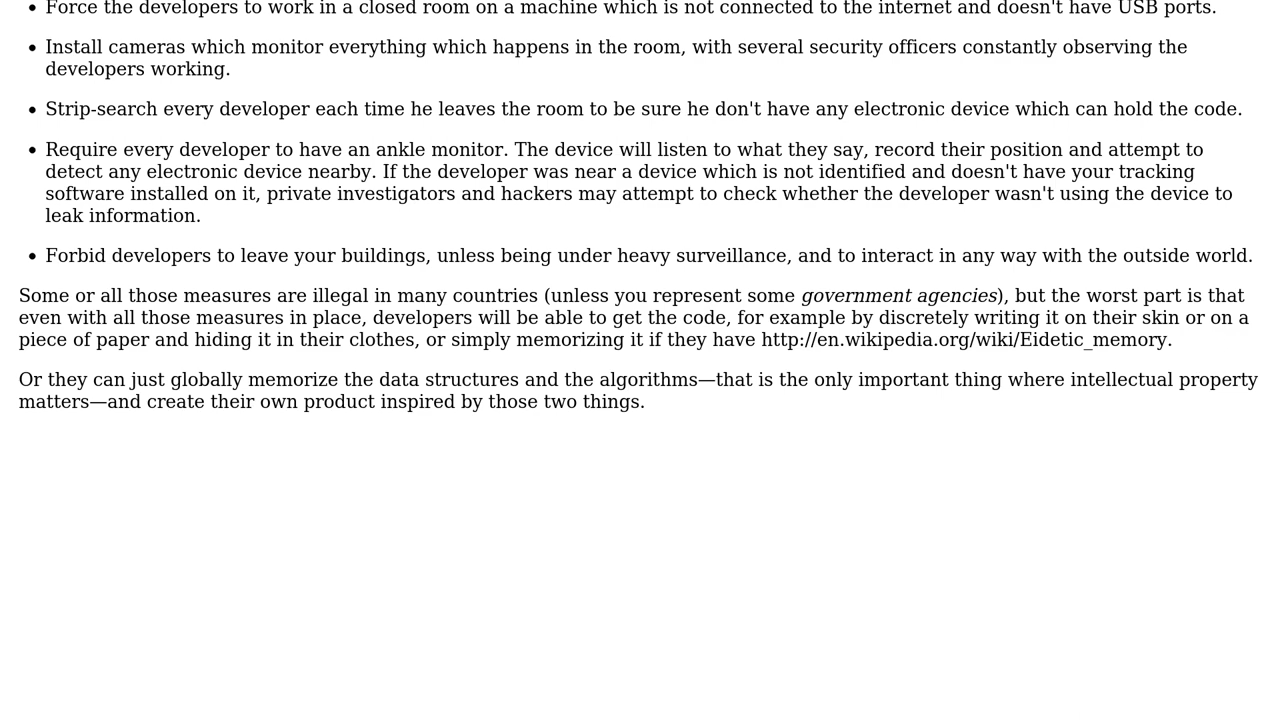 • Force the developers to work in a closed room on a machine which is not connected to the internet and doesn't have USB ports.
• Install cameras which monitor everything which happens in the room, with several security officers constantly observing the
developers working.
• Strip-search every developer each time he leaves the room to be sure he don't have any electronic device which can hold the code.
• Require every developer to have an ankle monitor. The device will listen to what they say, record their position and attempt to
detect any electronic device nearby. If the developer was near a device which is not identified and doesn't have your tracking
software installed on it, private investigators and hackers may attempt to check whether the developer wasn't using the device to
leak information.
• Forbid developers to leave your buildings, unless being under heavy surveillance, and to interact in any way with the outside world.
Some or all those measures are illegal in many countries (unless you represent some government agencies), but the worst part is that
even with all those measures in place, developers will be able to get the code, for example by discretely writing it on their skin or on a
piece of paper and hiding it in their clothes, or simply memorizing it if they have http://en.wikipedia.org/wiki/Eidetic_memory.
Or they can just globally memorize the data structures and the algorithms—that is the only important thing where intellectual property
matters—and create their own product inspired by those two things.